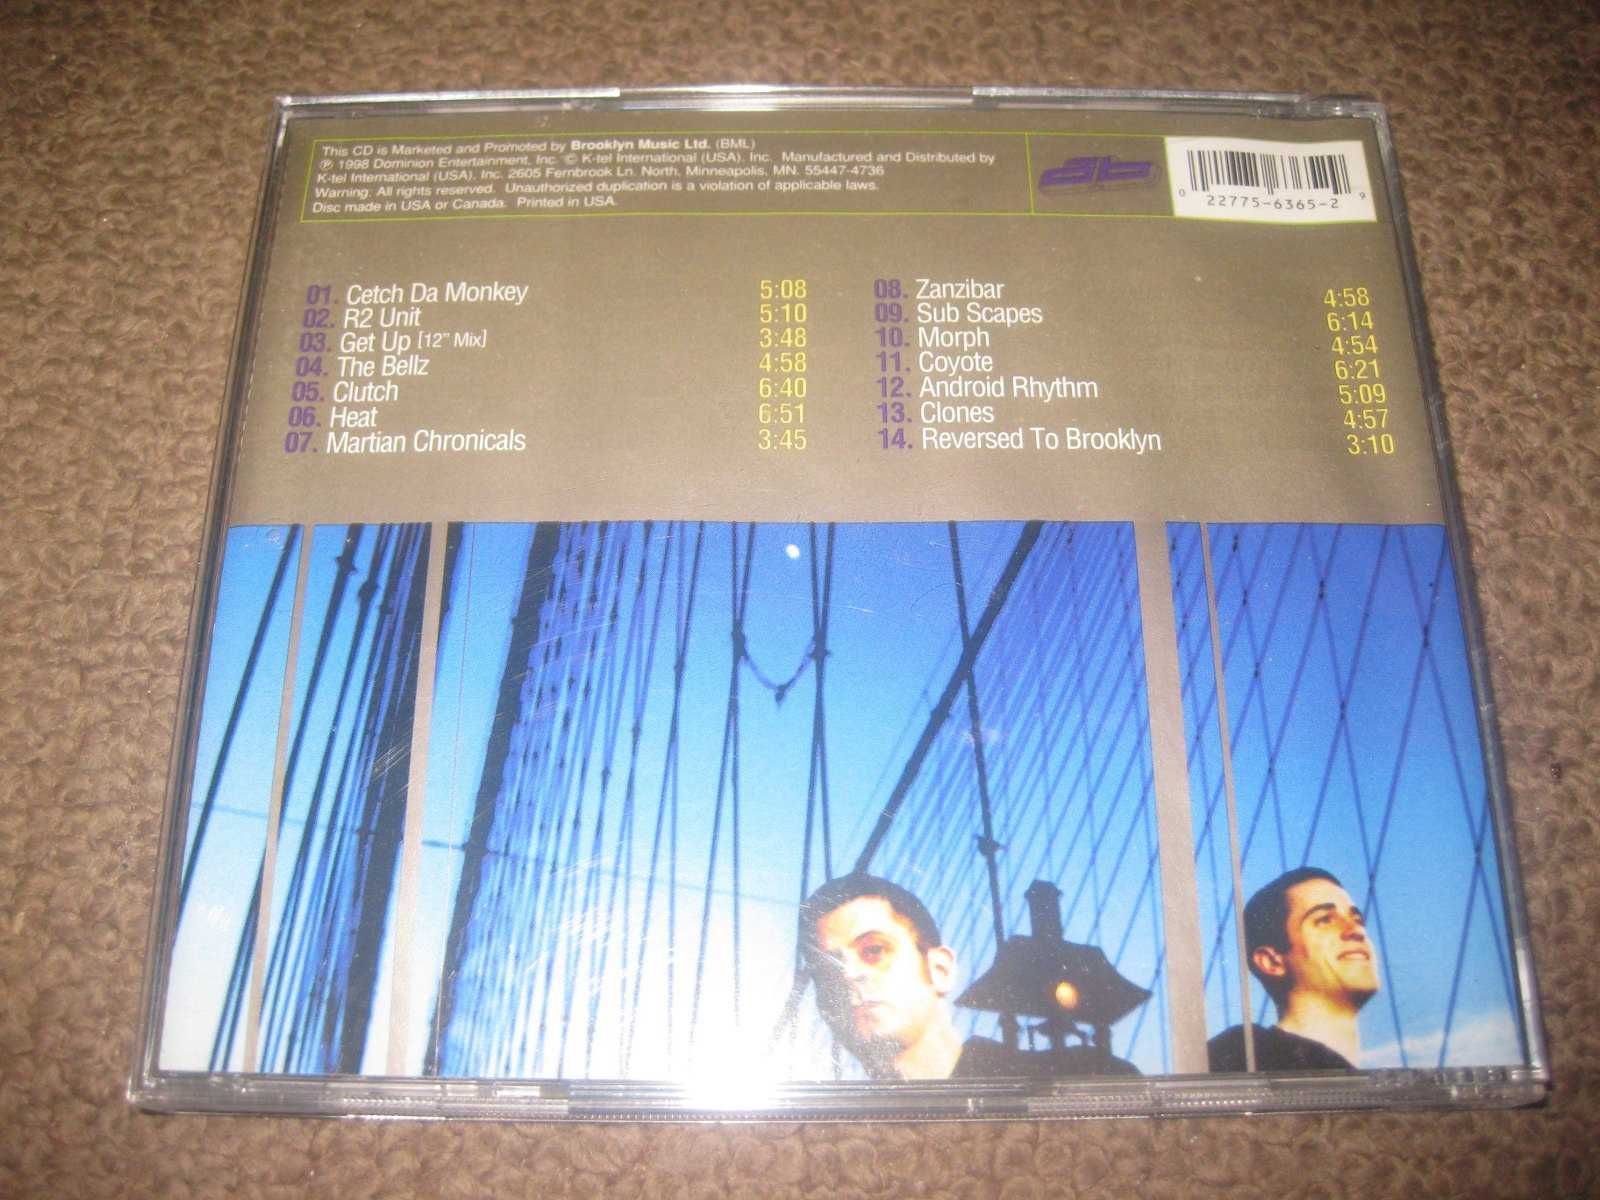 This CD is Marketed and Promoted by Brooklyn Music Ltd. (BML)
℗ 1998 Dominion Entertainment, Inc. © K-tel International (USA), Inc. Manufactured and Distributed by
K-tel International (USA), Inc. 2605 Fernbrook Ln. North, Minneapolis, MN. 55447-4736
Warning: All rights reserved. Unauthorized duplication is a violation of applicable laws.
Disc made in USA or Canada. Printed in USA.
db
0 22775-6365-2 9
01. Cetch Da Monkey 5:08
02. R2 Unit 5:10
03. Get Up [12" Mix] 3:48
04. The Bellz 4:58
05. Clutch 6:40
06. Heat 6:51
07. Martian Chronicals 3:45
08. Zanzibar 4:58
09. Sub Scapes 6:14
10. Morph 4:54
11. Coyote 6:21
12. Android Rhythm 5:09
13. Clones 4:57
14. Reversed To Brooklyn 3:10